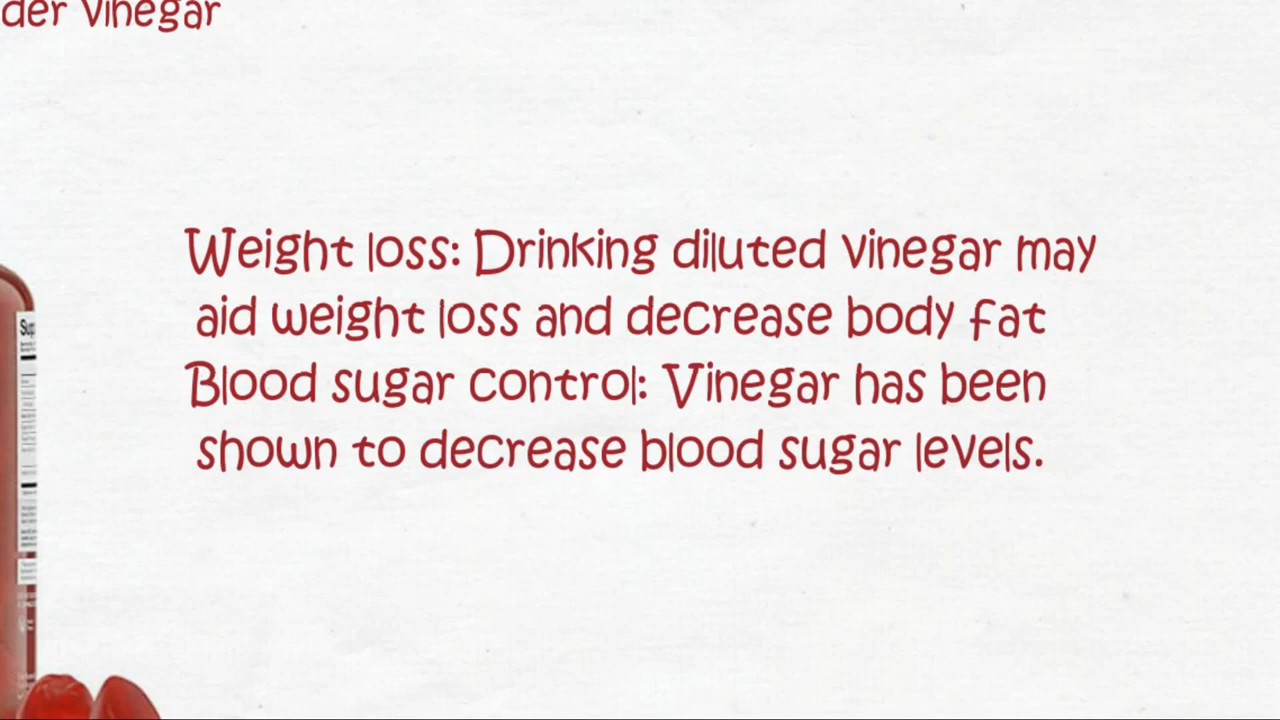 der vinegar
Weight loss: Drinking diluted vinegar may
aid weight loss and decrease body fat
Blood sugar control: Vinegar has been
shown to decrease blood sugar levels.
Sup